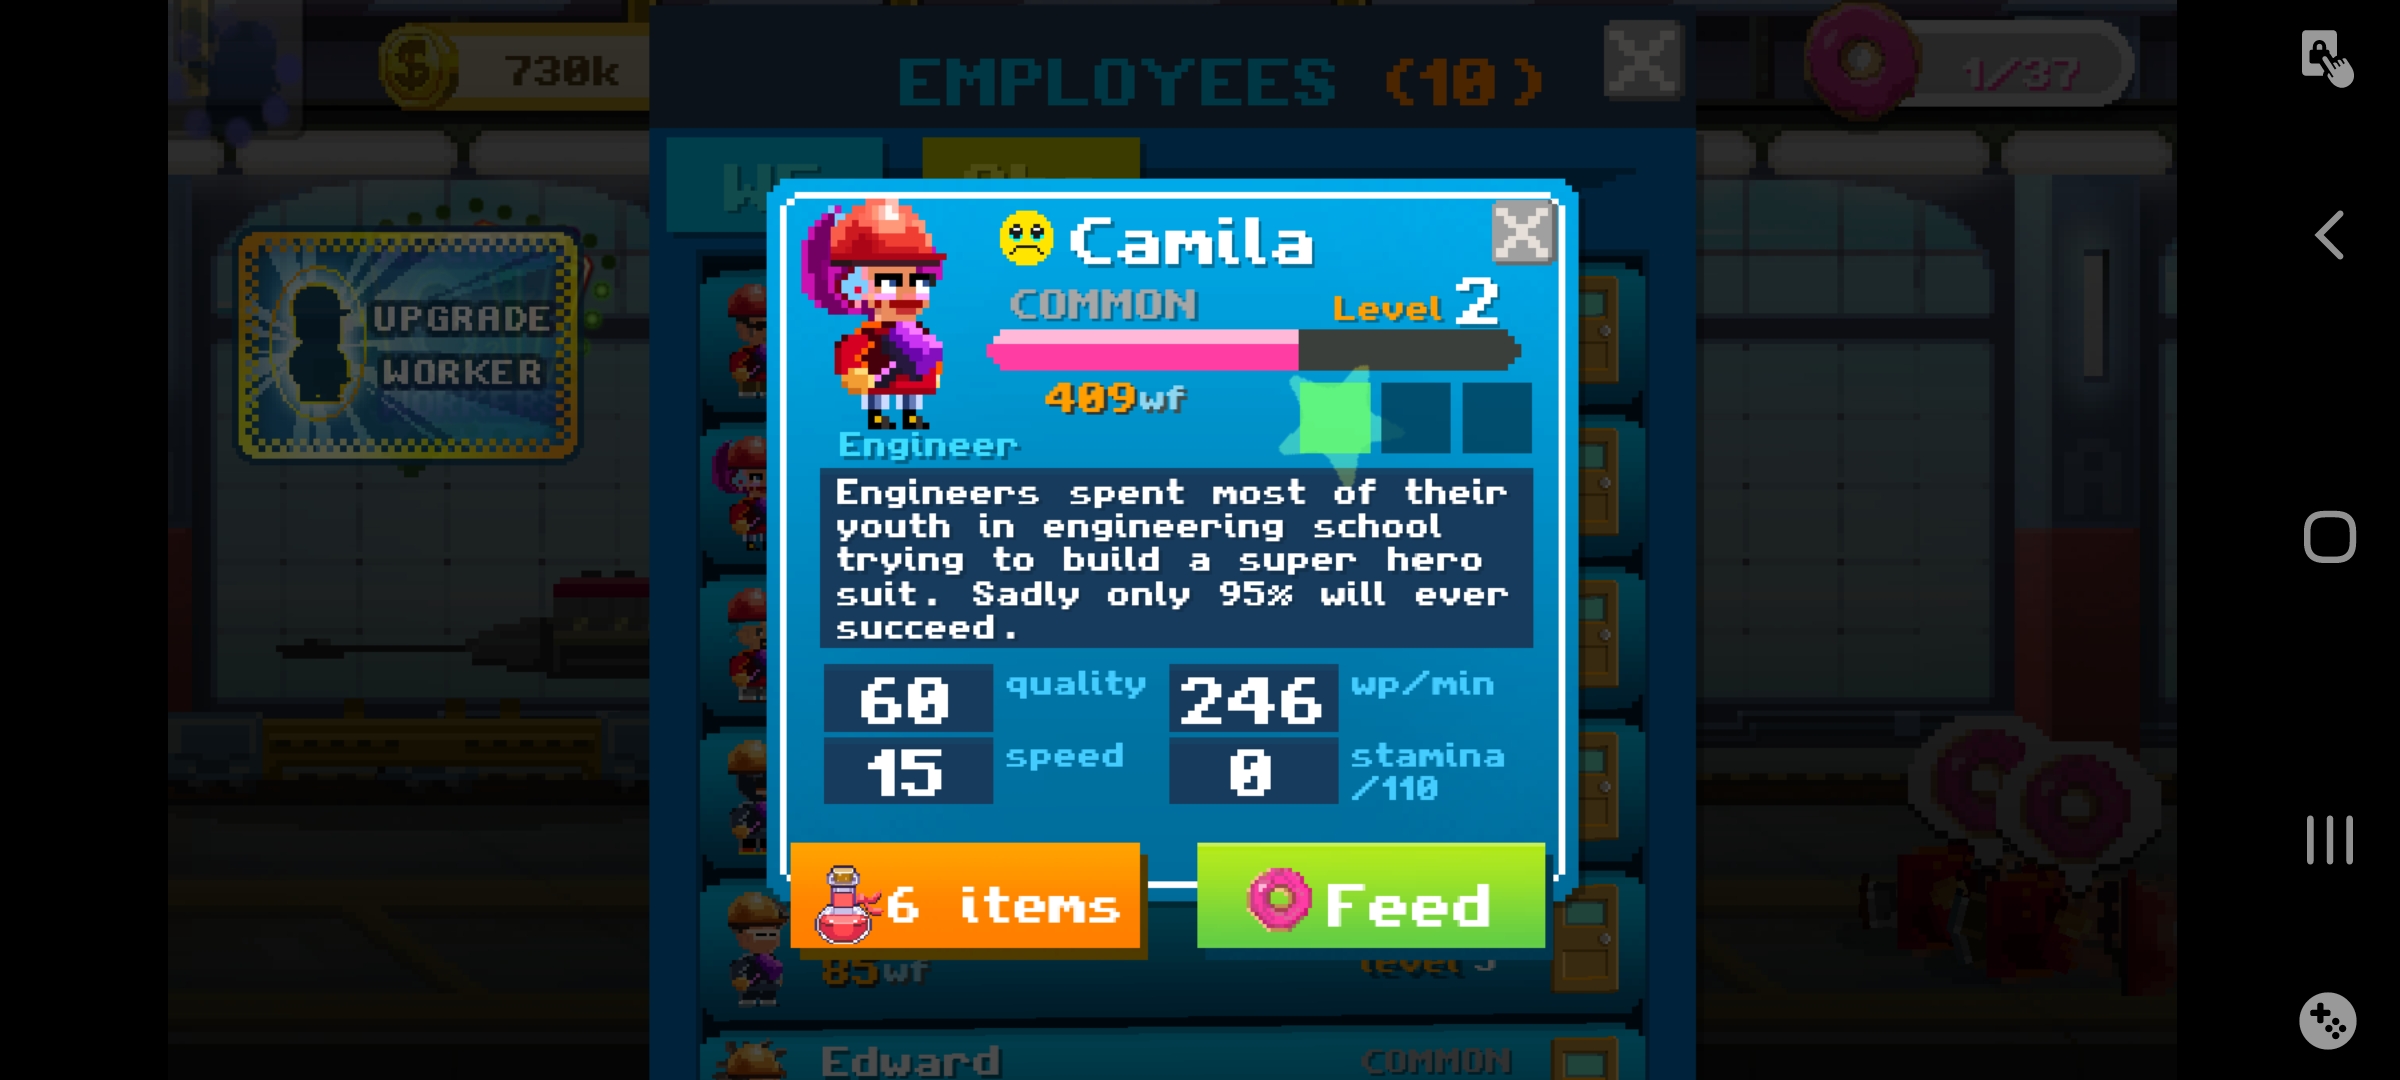 730k
EMPLOYEES (10)
1/37
UPGRADE
WORKER
Camila
COMMON
Level 2
409wf
Engineer
Engineers spent most of their
youth in engineering school
trying to build a super hero
suit. Sadly only 95% will ever
succeed.
60 quality
246 wp/min
15 speed
0 stamina
/110
6 items
Feed
85wf
level
Edward
COMMON